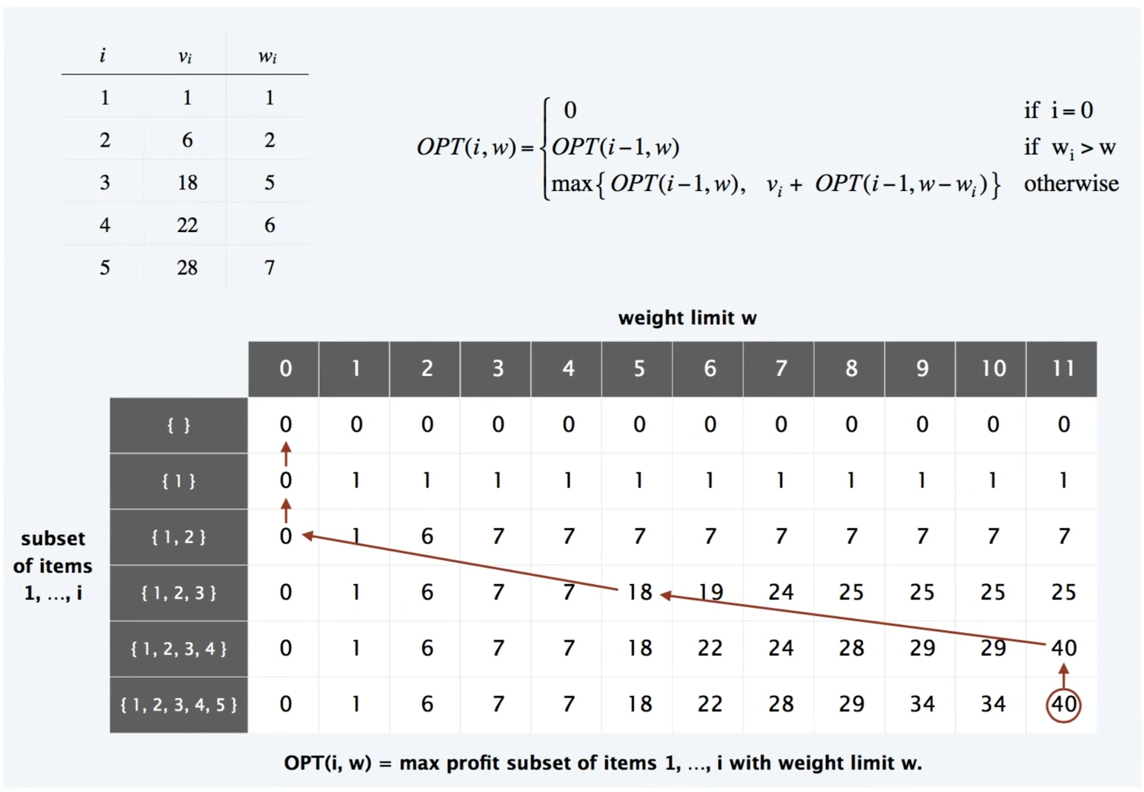 i vᵢ wᵢ
1 1 1
2 6 2
3 18 5
4 22 6
5 28 7
OPT(i, w) = { 0 if i = 0
OPT(i−1, w) if wᵢ > w
max{ OPT(i−1, w), vᵢ + OPT(i−1, w−wᵢ)} otherwise
weight limit w
0 1 2 3 4 5 6 7 8 9 10 11
{ } 0 0 0 0 0 0 0 0 0 0 0 0
{ 1 } 0 1 1 1 1 1 1 1 1 1 1 1
{ 1, 2 } 0 1 6 7 7 7 7 7 7 7 7 7
subset
of items
1, …, i
{ 1, 2, 3 } 0 1 6 7 7 18 19 24 25 25 25 25
{ 1, 2, 3, 4 } 0 1 6 7 7 18 22 24 28 29 29 40
{ 1, 2, 3, 4, 5 } 0 1 6 7 7 18 22 28 29 34 34 40
OPT(i, w) = max profit subset of items 1, …, i with weight limit w.